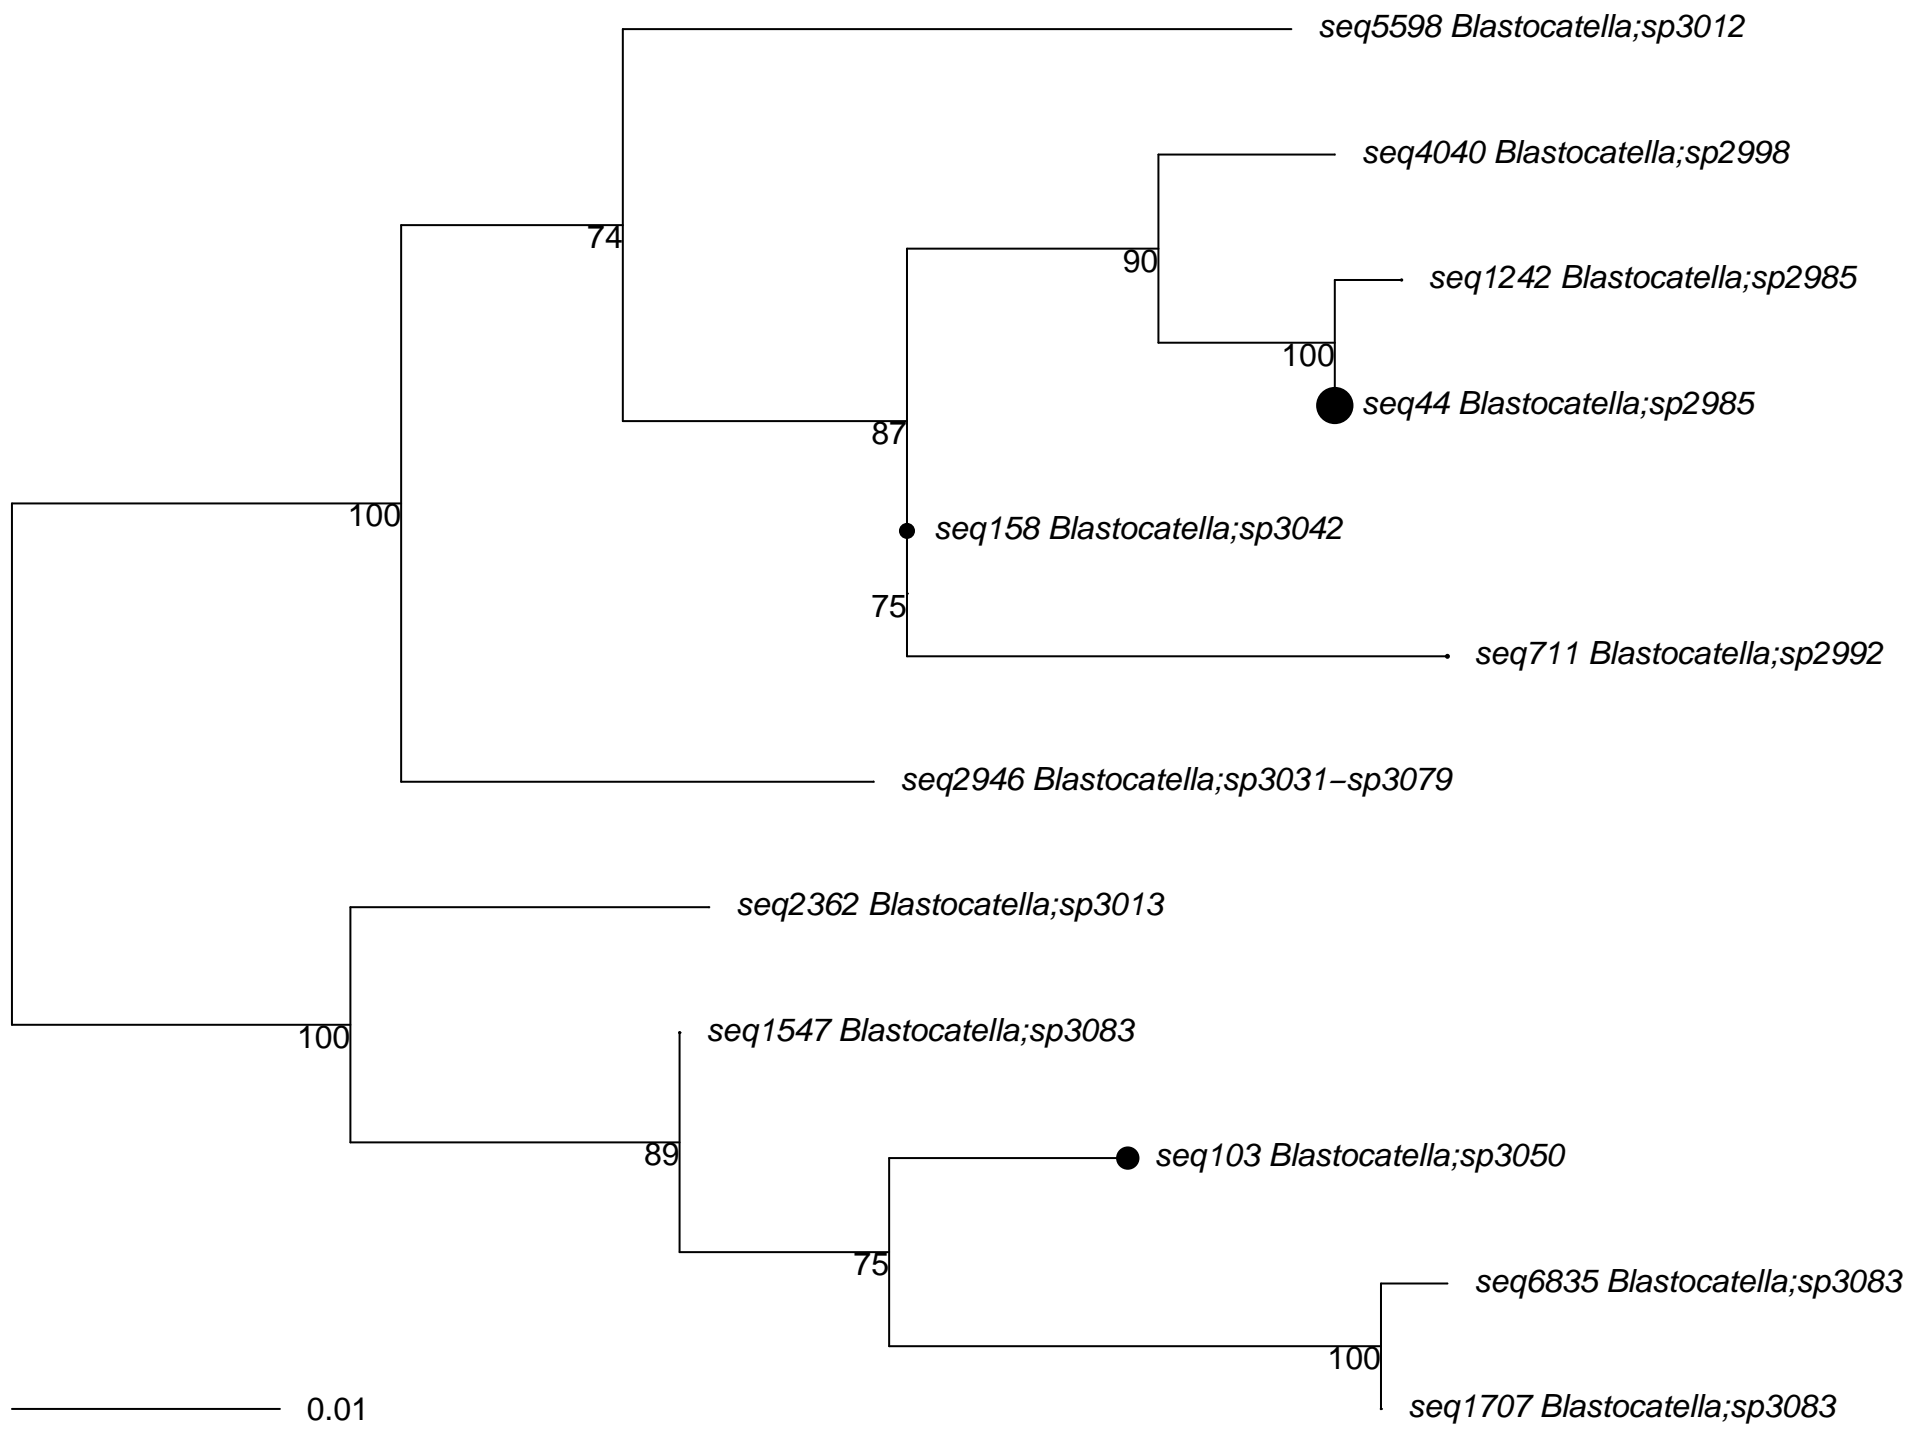 seq5598 Blastocatella;sp3012
seq4040 Blastocatella;sp2998
74
90
seq1242 Blastocatella;sp2985
100
seq44 Blastocatella;sp2985
87
100
seq158 Blastocatella;sp3042
75
seq711 Blastocatella;sp2992
seq2946 Blastocatella;sp3031−sp3079
seq2362 Blastocatella;sp3013
100
seq1547 Blastocatella;sp3083
89
seq103 Blastocatella;sp3050
75
seq6835 Blastocatella;sp3083
100
seq1707 Blastocatella;sp3083
0.01